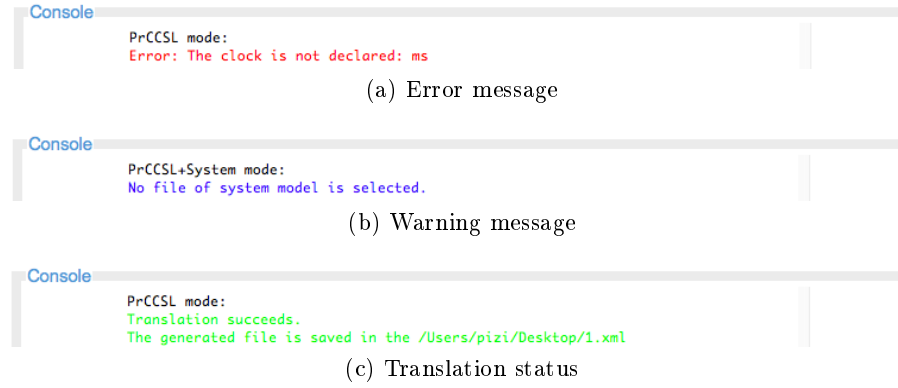 Console
PrCCSL mode:
Error: The clock is not declared: ms
(a) Error message
Console
PrCCSL+System mode:
No file of system model is selected.
(b) Warning message
Console
PrCCSL mode:
Translation succeeds.
The generated file is saved in the /Users/pizi/Desktop/1.xml
(c) Translation status